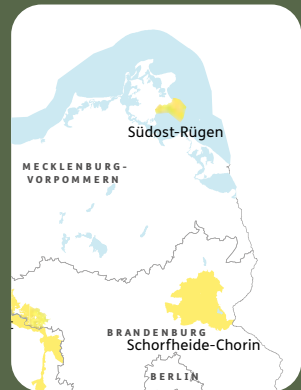 Südost-Rügen
MECKLENBURG-
VORPOMMERN
BRANDENBURG
Schorfheide-Chorin
BERLIN